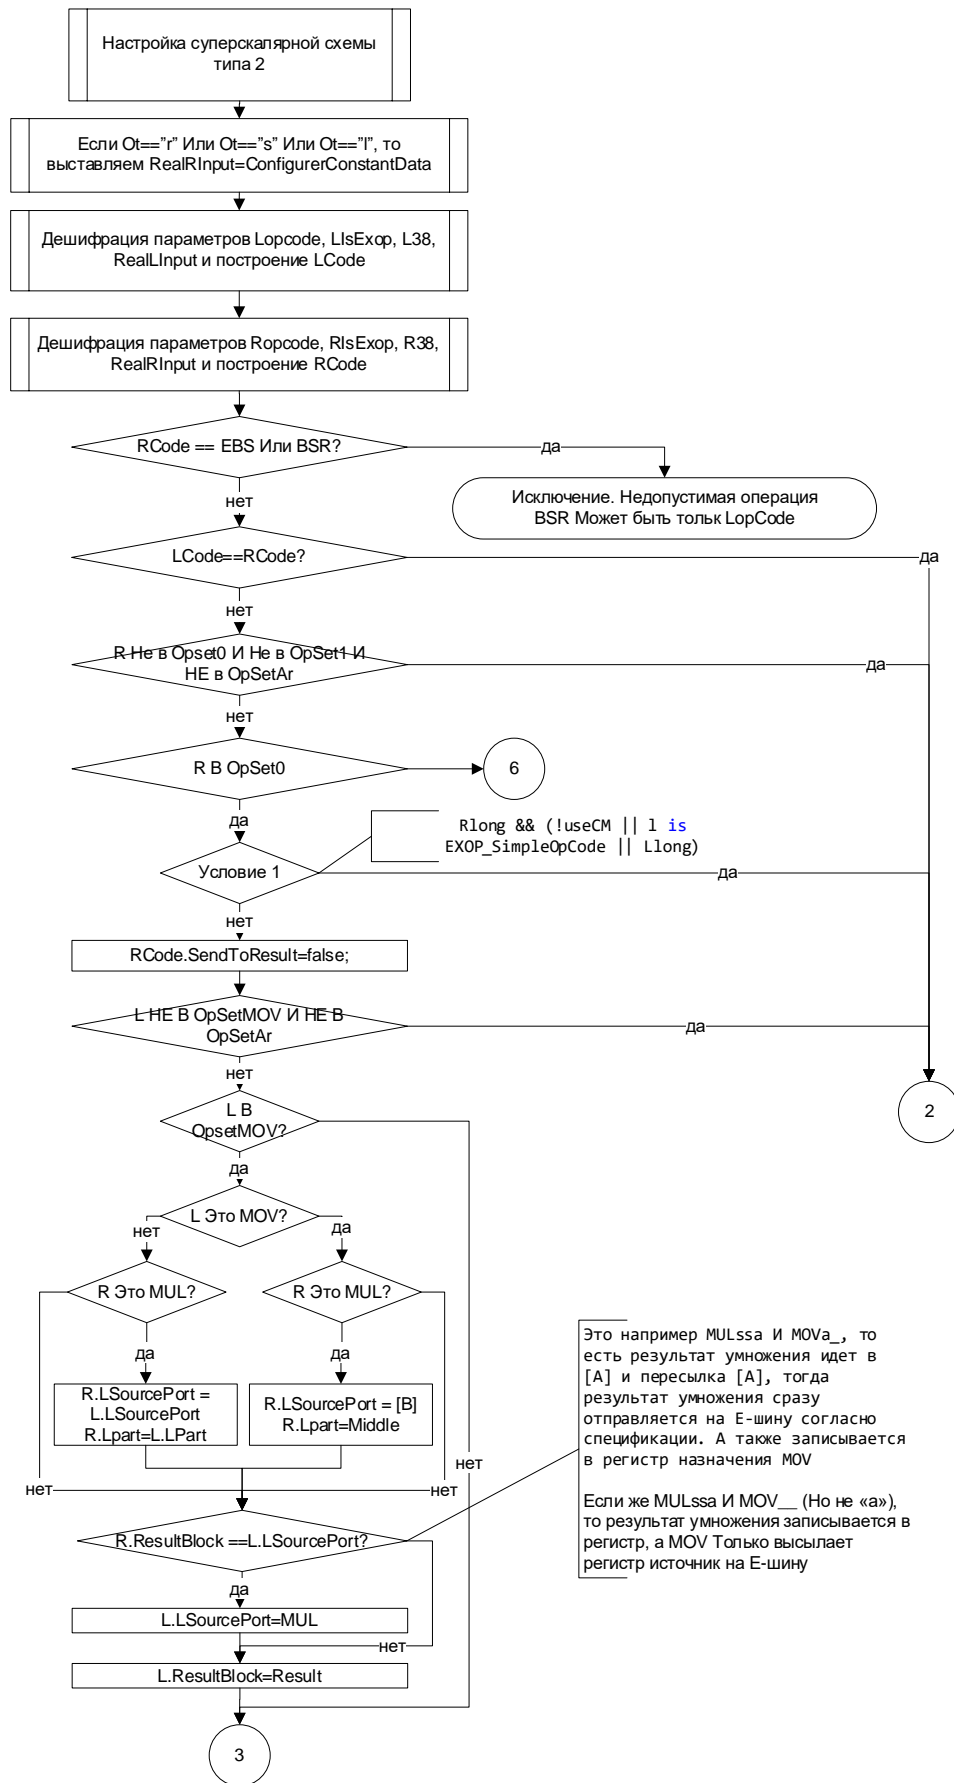 Настройка суперскалярной схемы
типа 2
Если Ot==”r” Или Ot==”s” Или Ot==”l”, то
выставляем RealRInput=ConfigurerConstantData
Дешифрация параметров Lopcode, LIsExop, L38,
RealLInput и построение LCode
Дешифрация параметров Ropcode, RIsExop, R38,
RealRInput и построение RCode
RCode == EBS Или BSR?
да
Исключение. Недопустимая операция
BSR Может быть тольк LopCode
нет
LCode==RCode?
да
нет
R Не в Opset0 И Не в OpSet1 И
НЕ в OpSetAr
да
нет
R В OpSet0
6
да
Rlong && (!useCM || l is
EXOP_SimpleOpCode || Llong)
Условие 1
да
нет
RCode.SendToResult=false;
L НЕ В OpSetMOV И НЕ В
OpSetAr
да
нет
2
L В
OpsetMOV?
да
L Это MOV?
нет
да
R Это MUL?
R Это MUL?
да
да
R.LSourcePort =
L.LSourcePort
R.Lpart=L.LPart
R.LSourcePort = [B]
R.Lpart=Middle
нет
нет
нет
Это например MULssa И MOVa_, то
есть результат умножения идет в
[A] и пересылка [A], тогда
результат умножения сразу
отправляется на Е-шину согласно
спецификации. А также записывается
в регистр назначения MOV
Если же MULssa И MOV__ (Но не «a»),
то результат умножения записывается в
регистр, а MOV Только высылает
регистр источник на Е-шину
R.ResultBlock ==L.LSourcePort?
да
L.LSourcePort=MUL
нет
L.ResultBlock=Result
3